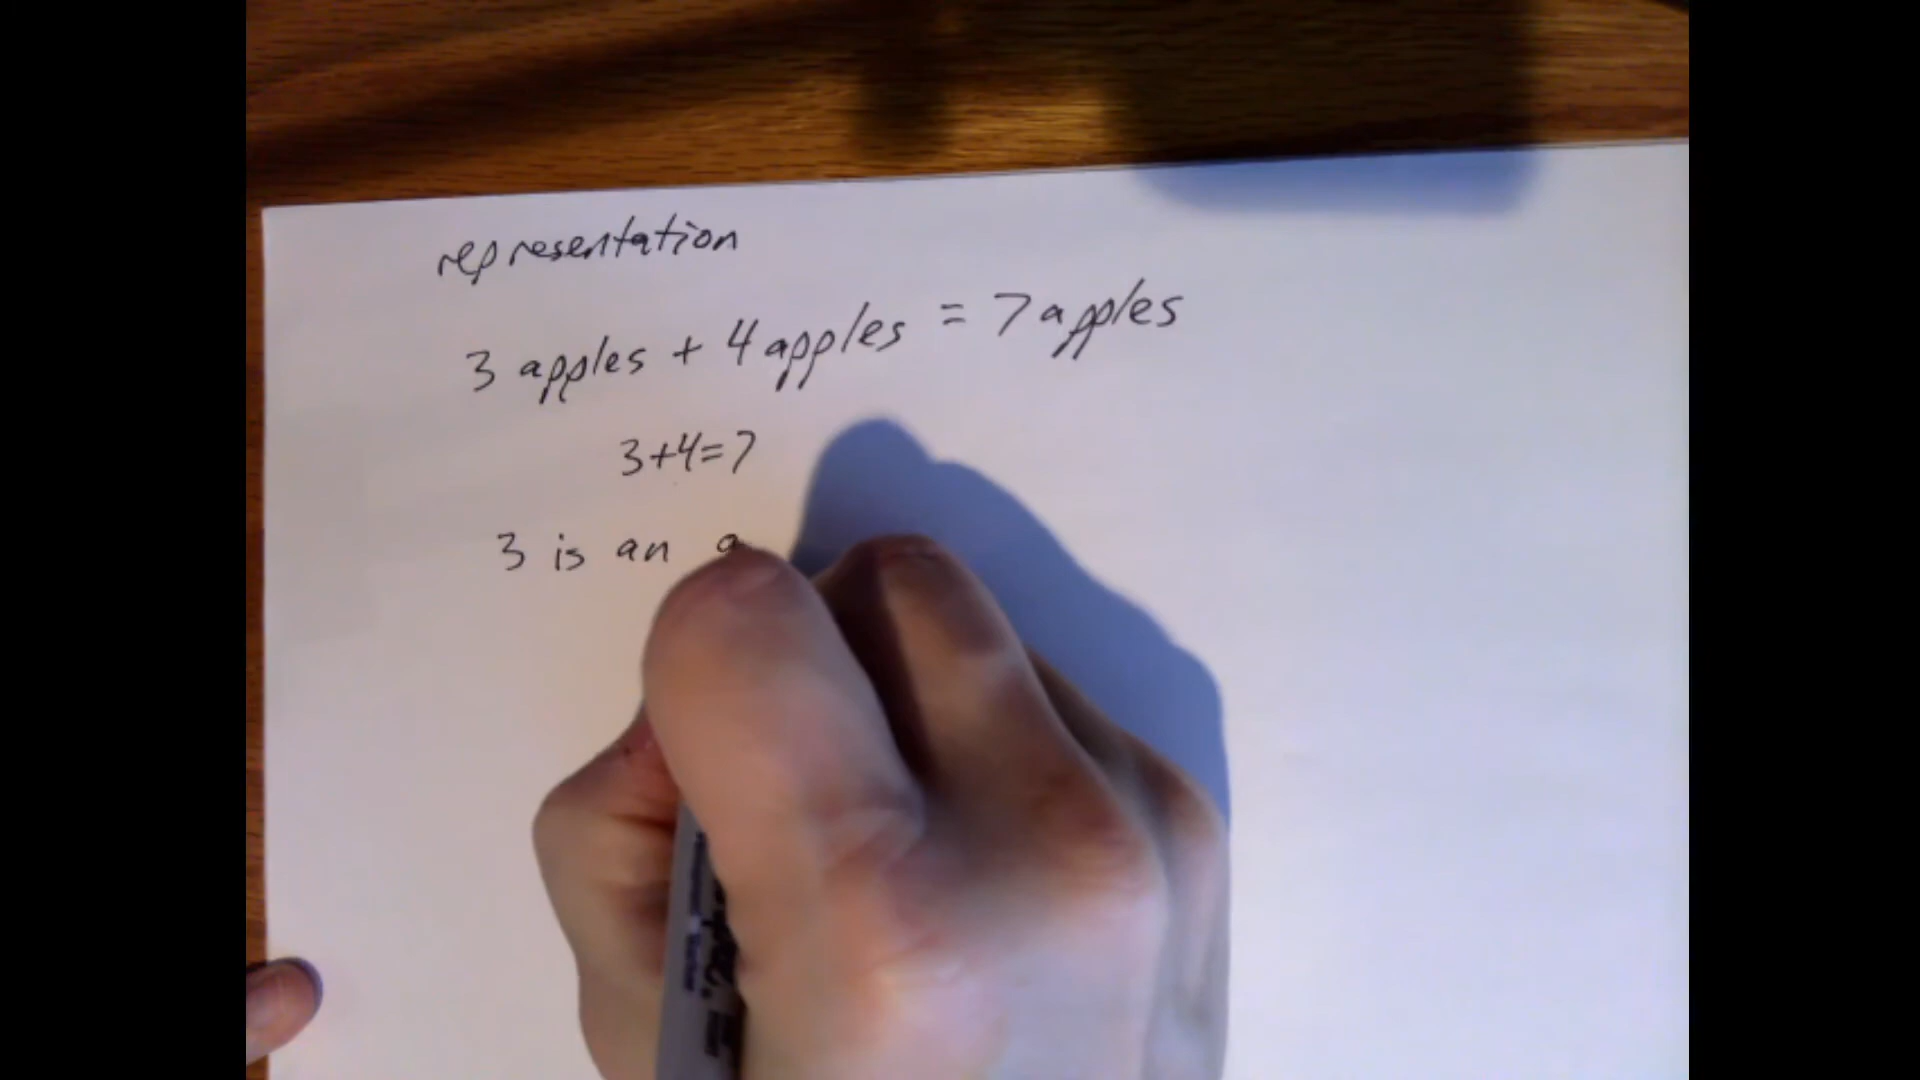 representation
3 apples + 4 apples = 7 apples
3+4=7
3 is an a